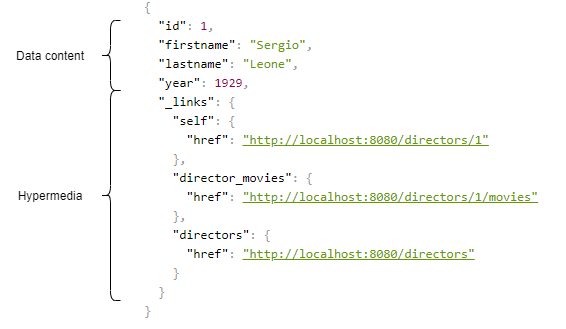 {
"id": 1,
"firstname": "Sergio",
Data content
"lastname": "Leone",
"year": 1929,
"_links": {
"self": {
"href": "http://localhost:8080/directors/1"
},
"director_movies": {
Hypermedia
"href": "http://localhost:8080/directors/1/movies"
},
"directors": {
"href": "http://localhost:8080/directors"
}
}
}